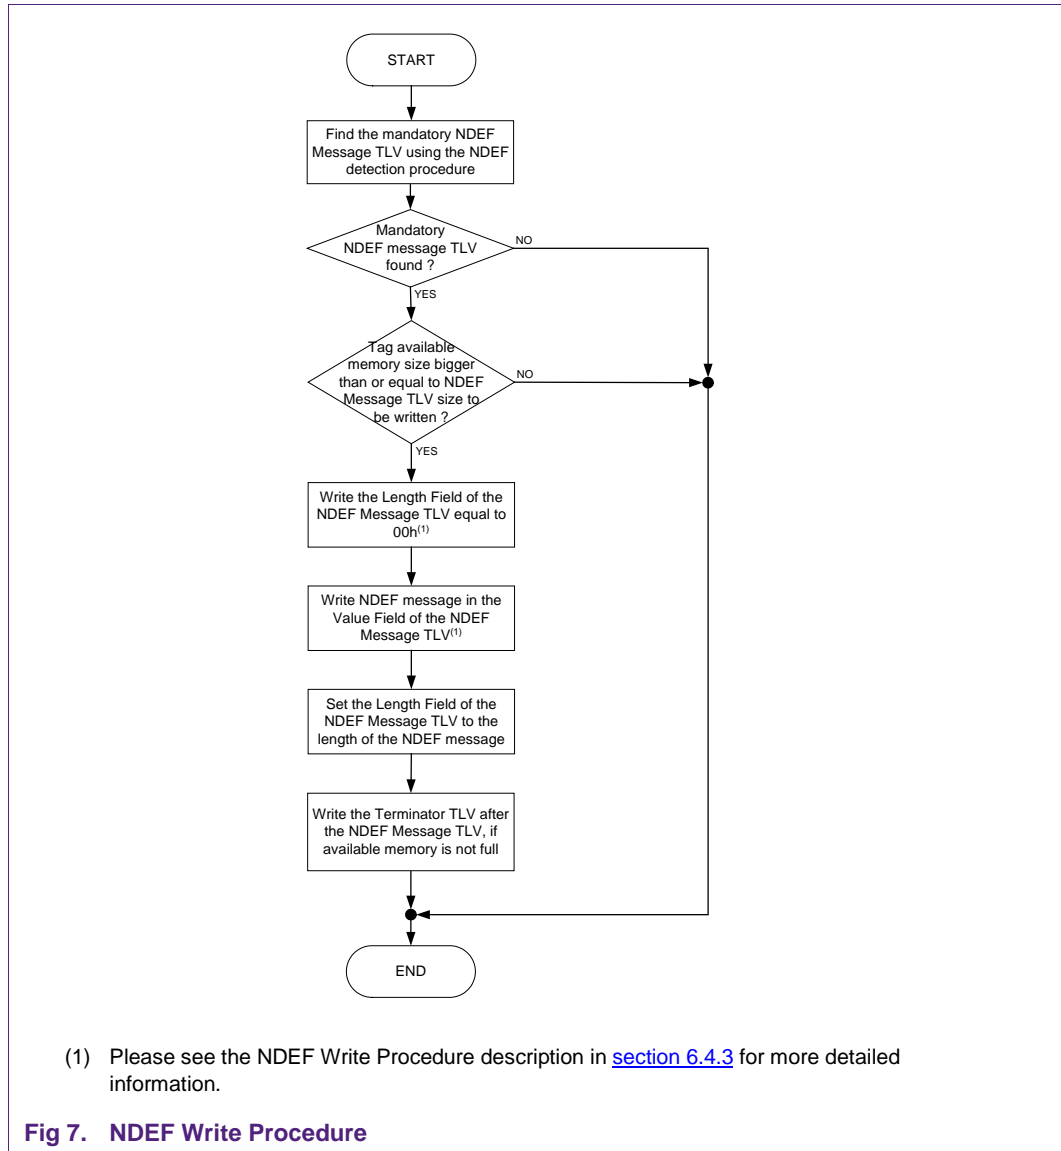 START
Find the mandatory NDEF
Message TLV using the NDEF
detection procedure
Mandatory
NDEF message TLV
found ?
NO
YES
Tag available
memory size bigger
than or equal to NDEF
Message TLV size to
be written ?
NO
YES
Write the Length Field of the
NDEF Message TLV equal to
00h(1)
Write NDEF message in the
Value Field of the NDEF
Message TLV(1)
Set the Length Field of the
NDEF Message TLV to the
length of the NDEF message
Write the Terminator TLV after
the NDEF Message TLV, if
available memory is not full
END
(1) Please see the NDEF Write Procedure description in section 6.4.3 for more detailed
information.
Fig 7. NDEF Write Procedure